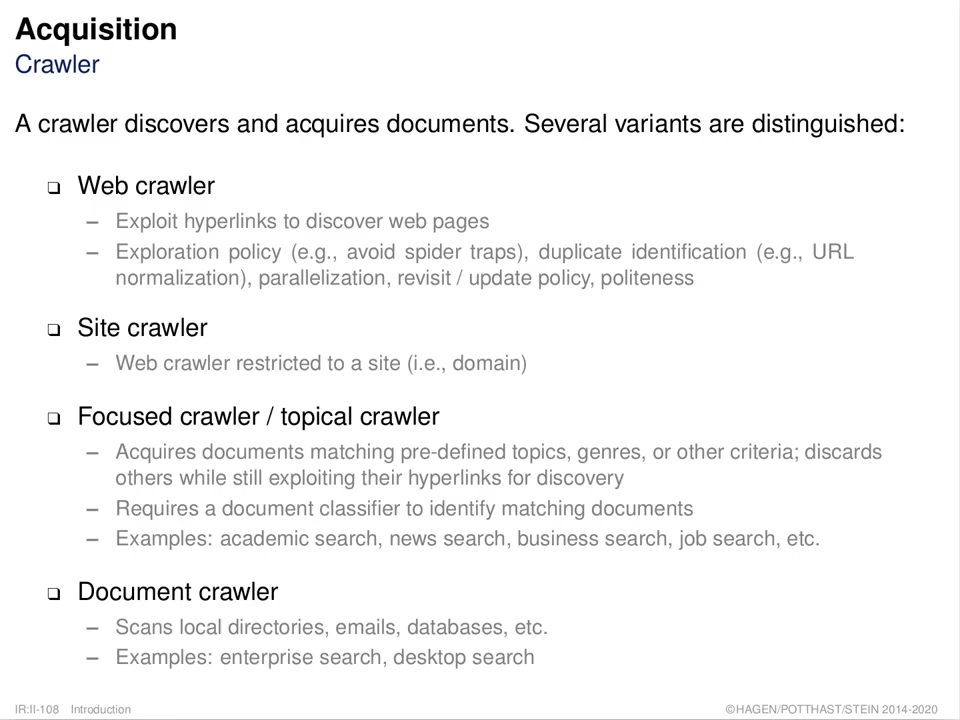 Acquisition
Crawler
A crawler discovers and acquires documents. Several variants are distinguished:
❑ Web crawler
– Exploit hyperlinks to discover web pages
– Exploration policy (e.g., avoid spider traps), duplicate identification (e.g., URL
normalization), parallelization, revisit / update policy, politeness
❑ Site crawler
– Web crawler restricted to a site (i.e., domain)
❑ Focused crawler / topical crawler
– Acquires documents matching pre-defined topics, genres, or other criteria; discards
others while still exploiting their hyperlinks for discovery
– Requires a document classifier to identify matching documents
– Examples: academic search, news search, business search, job search, etc.
❑ Document crawler
– Scans local directories, emails, databases, etc.
– Examples: enterprise search, desktop search
IR:II-108 Introduction ©HAGEN/POTTHAST/STEIN 2014-2020